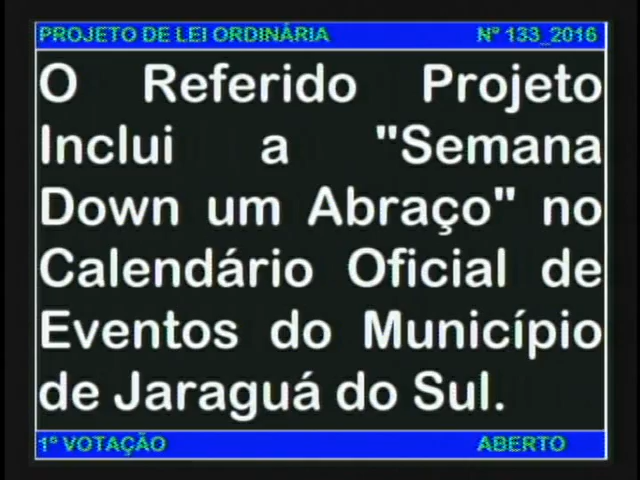 PROJETO DE LEI ORDINÁRIA Nº 133_2016
O Referido Projeto
Inclui a "Semana
Down um Abraço" no
Calendário Oficial de
Eventos do Município
de Jaraguá do Sul.
1º VOTAÇÃO ABERTO